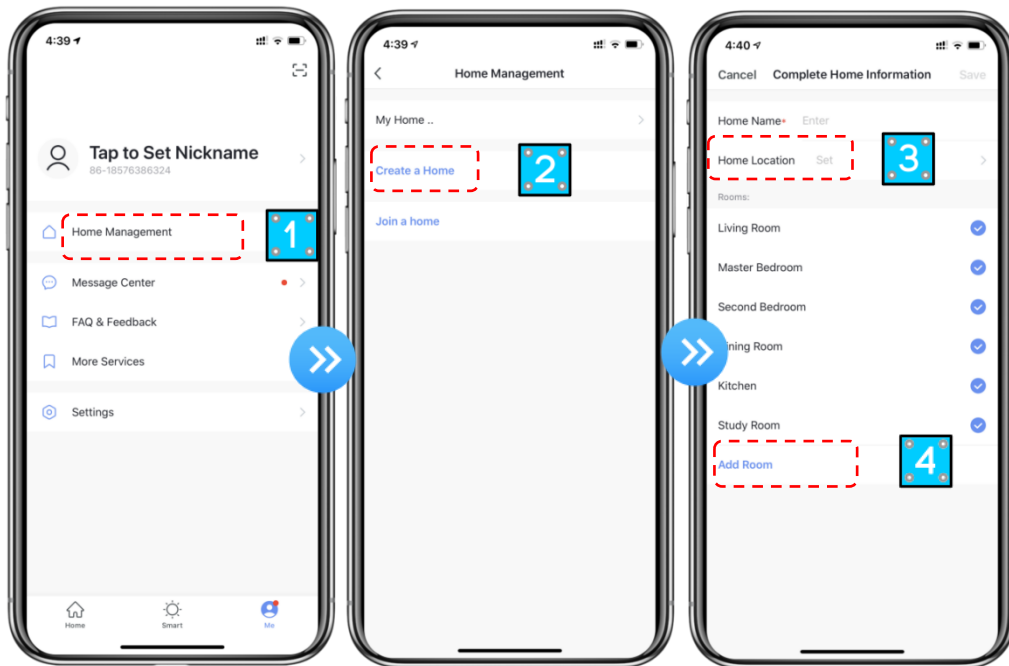 4:39
Tap to Set Nickname
86-18576386324
Home Management
1
Message Center
FAQ & Feedback
More Services
Settings
Home
Smart
Me
4:39
Home Management
My Home ..
Create a Home
2
Join a home
4:40
Cancel Complete Home Information Save
Home Name* Enter
Home Location Set
3
Rooms:
Living Room
Master Bedroom
Second Bedroom
ining Room
Kitchen
Study Room
Add Room
4